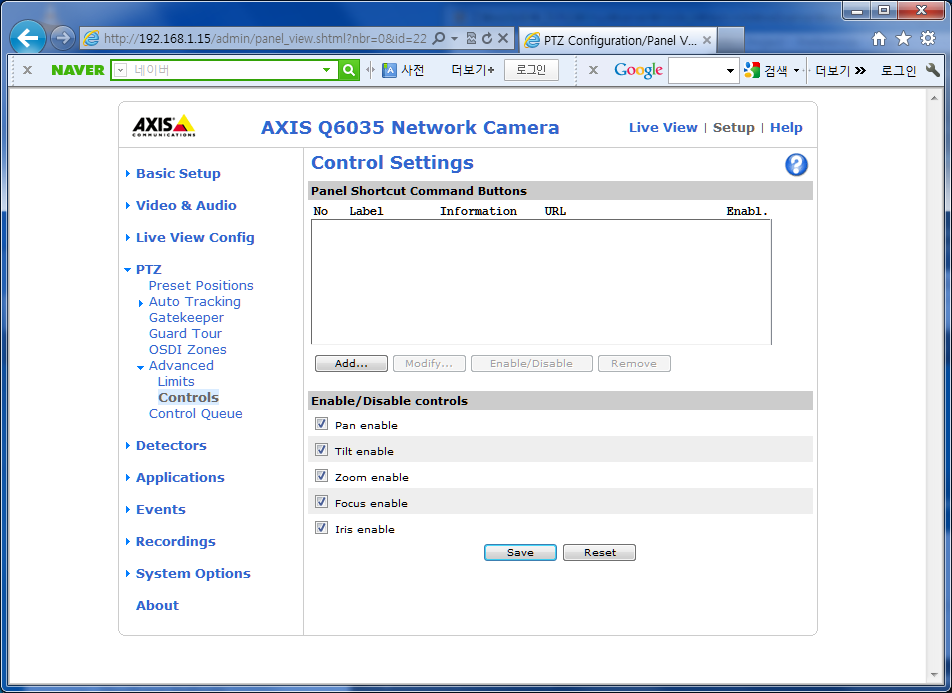 http://192.168.1.15/admin/panel_view.shtml?nbr=0&id=22
PTZ Configuration/Panel V...
NAVER 네이버 사전 더보기+ 로그인
Google 검색 더보기 »
로그인
AXIS
COMMUNICATIONS
AXIS Q6035 Network Camera
Live View | Setup | Help
Basic Setup
Video & Audio
Live View Config
PTZ
Preset Positions
Auto Tracking
Gatekeeper
Guard Tour
OSDI Zones
Advanced
Limits
Controls
Control Queue
Detectors
Applications
Events
Recordings
System Options
About
Control Settings
Panel Shortcut Command Buttons
No Label Information URL Enabl.
Add... Modify... Enable/Disable Remove
Enable/Disable controls
Pan enable
Tilt enable
Zoom enable
Focus enable
Iris enable
Save Reset